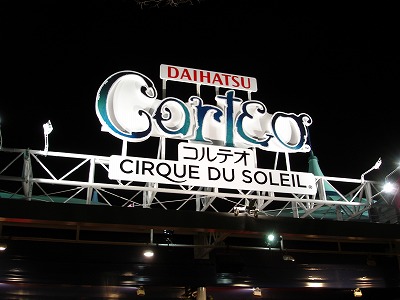 DAIHATSU
Corteo
コルテオ
CIRQUE DU SOLEIL®